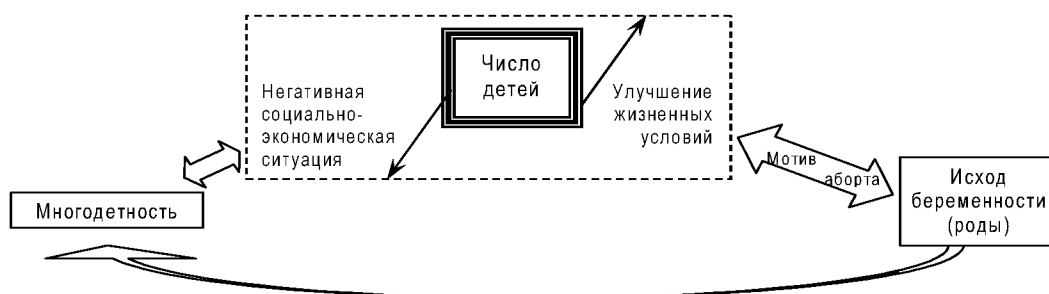 Число
детей
Негативная
социально-
экономическая
ситуация
Улучшение
жизненных
условий
Мотив
аборта
Многодетность
Исход
беременности
(роды)